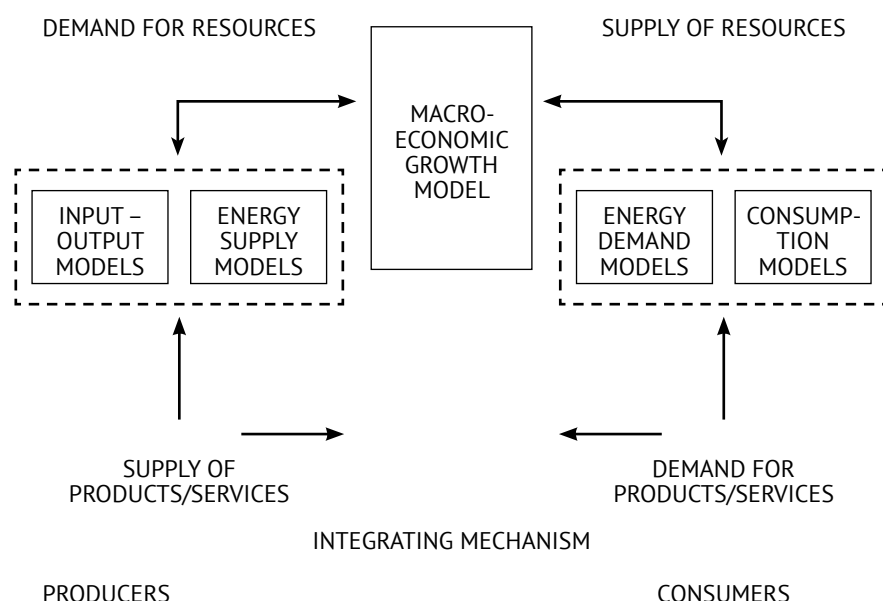 DEMAND FOR RESOURCES
SUPPLY OF RESOURCES
MACRO-
ECONOMIC
GROWTH
MODEL
INPUT –
OUTPUT
MODELS
ENERGY
SUPPLY
MODELS
ENERGY
DEMAND
MODELS
CONSUMP-
TION
MODELS
SUPPLY OF
PRODUCTS/SERVICES
DEMAND FOR
PRODUCTS/SERVICES
INTEGRATING MECHANISM
PRODUCERS
CONSUMERS